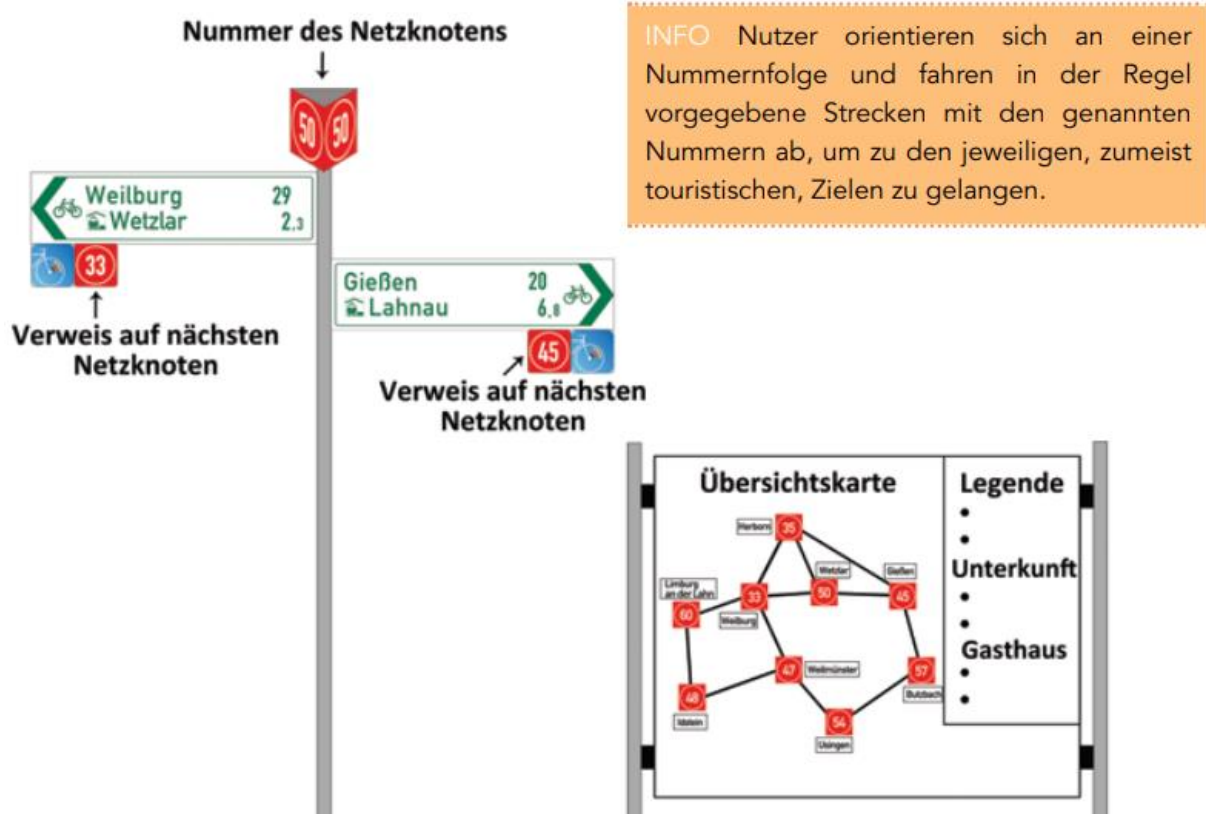 Nummer des Netzknotens
50 50
Weilburg 29
Wetzlar 2,3
33
Verweis auf nächsten
Netzknoten
Gießen 20
Lahnau 6,8
45
Verweis auf nächsten
Netzknoten
INFO Nutzer orientieren sich an einer
Nummernfolge und fahren in der Regel
vorgegebene Strecken mit den genannten
Nummern ab, um zu den jeweiligen, zumeist
touristischen, Zielen zu gelangen.
Übersichtskarte
Herborn 35
Wetzlar
50
Gießen
45
Limburg
an der Lahn
60
33
Weilburg
47 Weilmünster
57
Butzbach
48
Idstein
54
Usingen
Legende
Unterkunft
Gasthaus